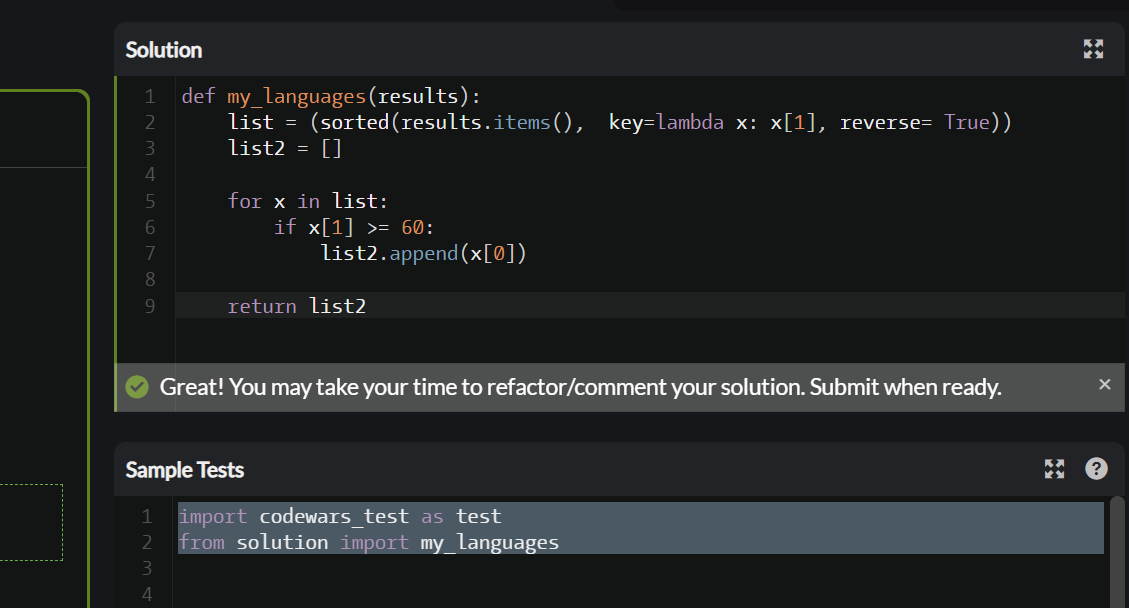 Solution
1 def my_languages(results):
2     list = (sorted(results.items(),  key=lambda x: x[1], reverse= True))
3     list2 = []
4
5     for x in list:
6         if x[1] >= 60:
7             list2.append(x[0])
8
9     return list2
Great! You may take your time to refactor/comment your solution. Submit when ready. ×
Sample Tests ?
1 import codewars_test as test
2 from solution import my_languages
3
4